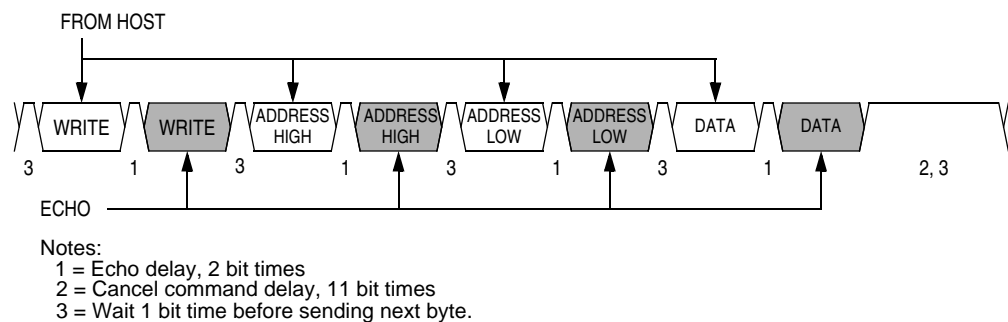 FROM HOST
WRITE WRITE ADDRESS HIGH ADDRESS HIGH ADDRESS LOW ADDRESS LOW DATA DATA
3 1 3 1 3 1 3 1 2, 3
ECHO
Notes:
1 = Echo delay, 2 bit times
2 = Cancel command delay, 11 bit times
3 = Wait 1 bit time before sending next byte.